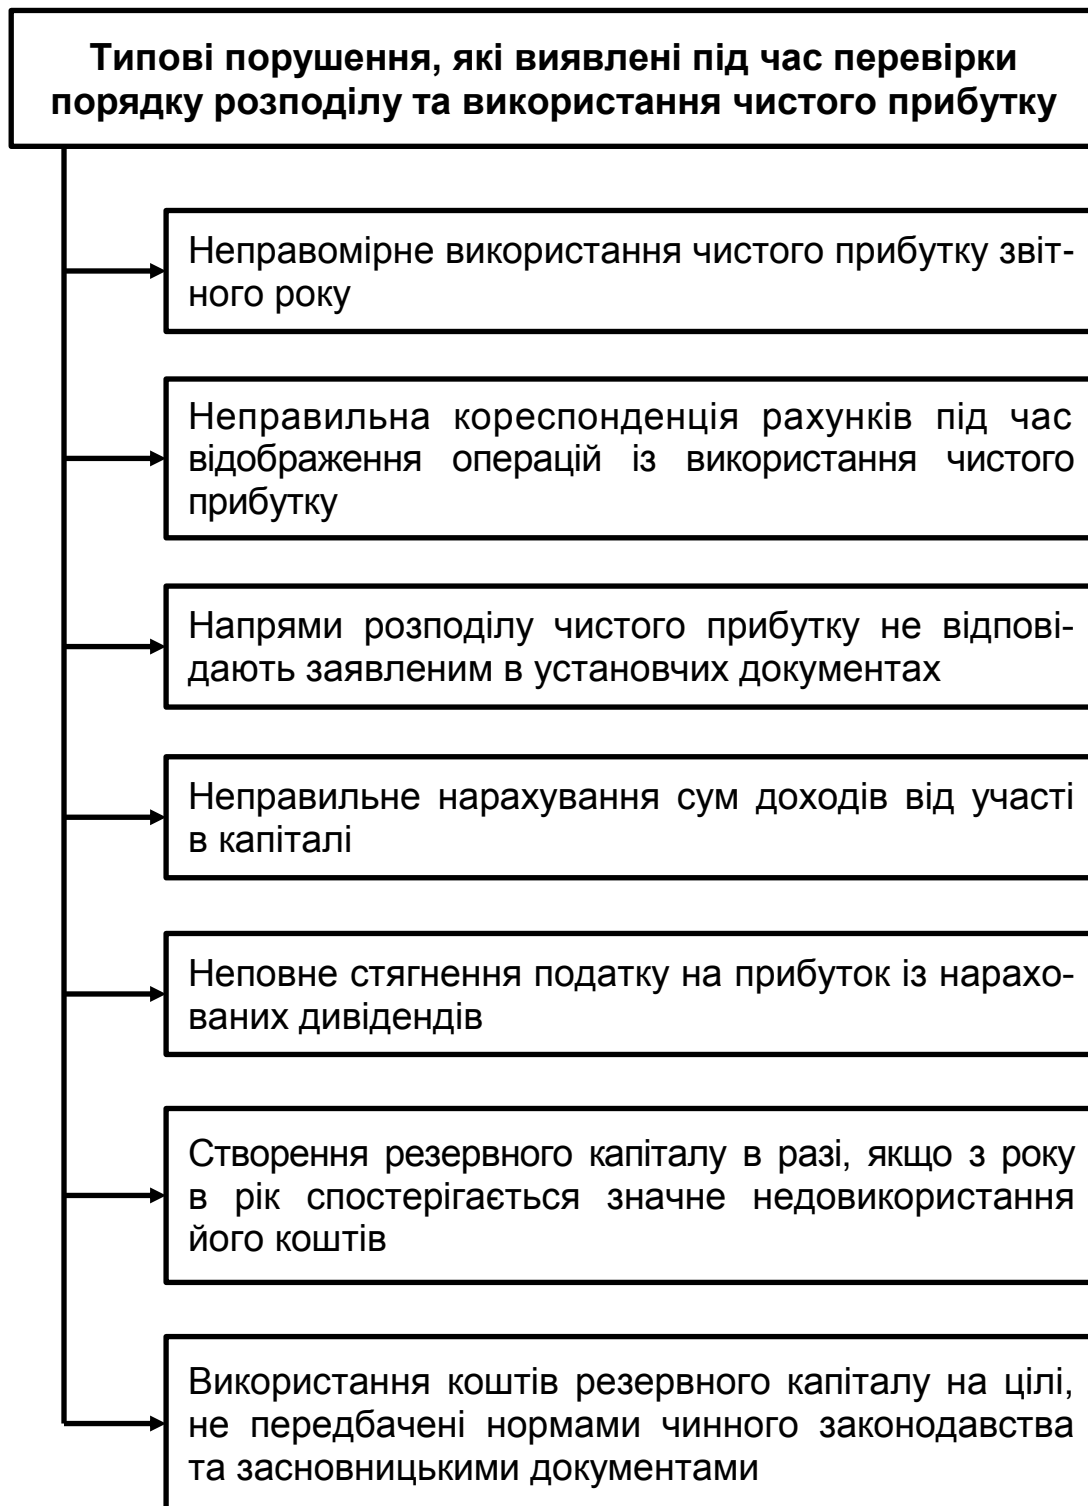 Типові порушення, які виявлені під час перевірки
порядку розподілу та використання чистого прибутку
Неправомірне використання чистого прибутку звіт-
ного року
Неправильна кореспонденція рахунків під час
відображення операцій із використання чистого
прибутку
Напрями розподілу чистого прибутку не відпові-
дають заявленим в установчих документах
Неправильне нарахування сум доходів від участі
в капіталі
Неповне стягнення податку на прибуток із нарахо-
ваних дивідендів
Створення резервного капіталу в разі, якщо з року
в рік спостерігається значне недовикористання
його коштів
Використання коштів резервного капіталу на цілі,
не передбачені нормами чинного законодавства
та засновницькими документами